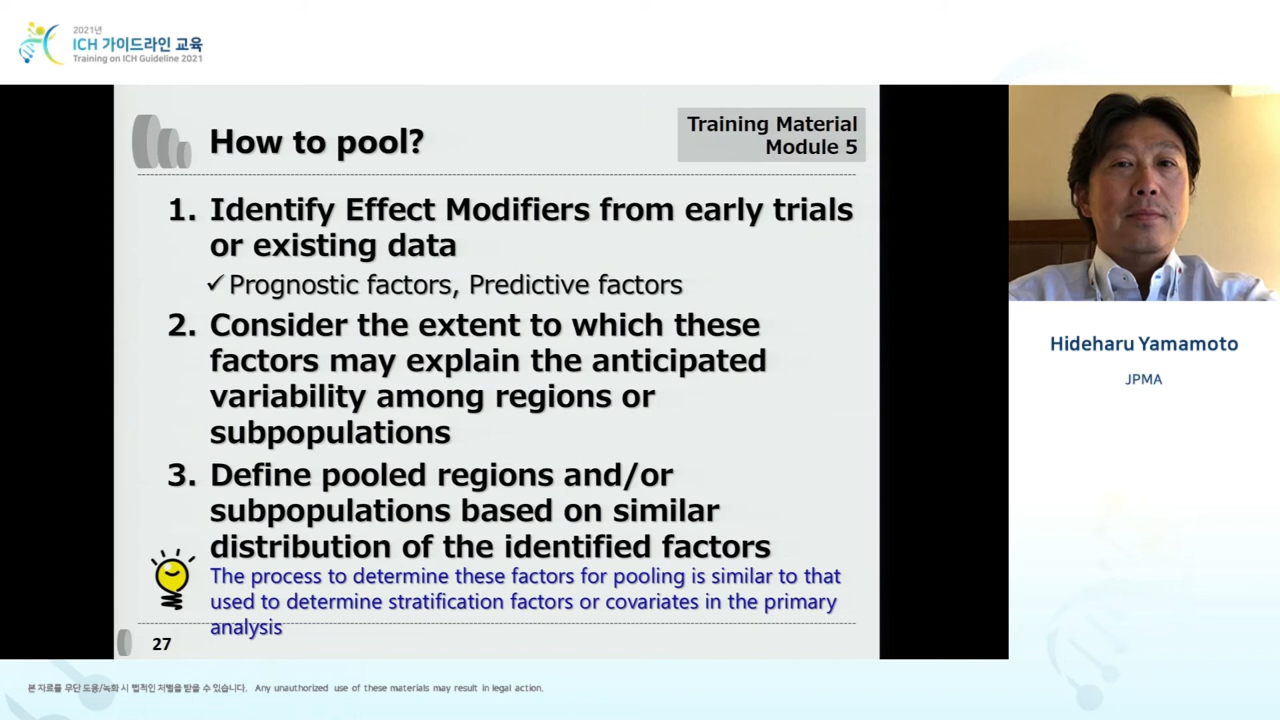 2021년
ICH 가이드라인 교육
Training on ICH Guideline 2021
How to pool?
Training Material
Module 5
1. Identify Effect Modifiers from early trials
or existing data
✓Prognostic factors, Predictive factors
2. Consider the extent to which these
factors may explain the anticipated
variability among regions or
subpopulations
3. Define pooled regions and/or
subpopulations based on similar
distribution of the identified factors
The process to determine these factors for pooling is similar to that
used to determine stratification factors or covariates in the primary
analysis
27
Hideharu Yamamoto
JPMA
본 자료를 무단 도용/녹화 시 법적인 처벌을 받을 수 있습니다. Any unauthorized use of these materials may result in legal action.